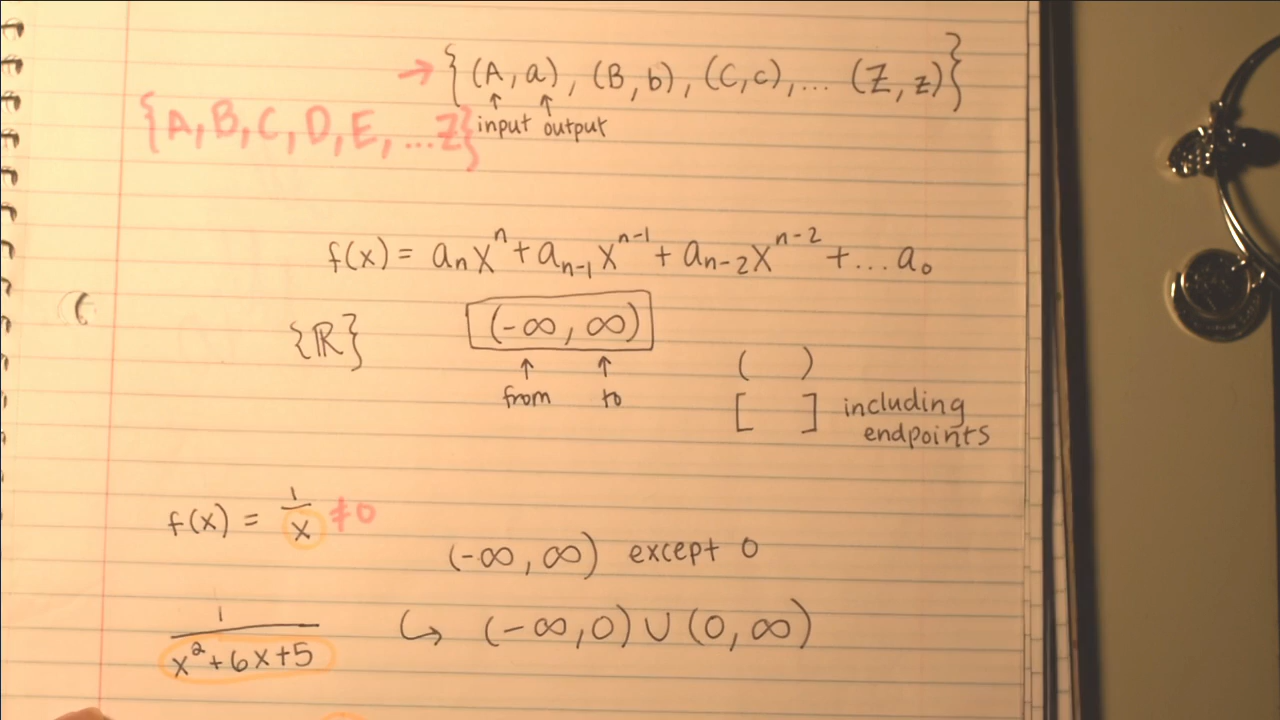 → {(A, a), (B, b), (C, c), ... (Z, z)}
↑ ↑
input output
{A, B, C, D, E, ... Z}
f(x) = aₙxⁿ + aₙ₋₁xⁿ⁻¹ + aₙ₋₂xⁿ⁻² + ... a₀
{ℝ} (-∞, ∞)
↑ ↑
from to
( )
[ ] including
endpoints
f(x) = 1/x ≠0
(-∞, ∞) except 0
1/(x²+6x+5) ↪ (-∞, 0) ∪ (0, ∞)